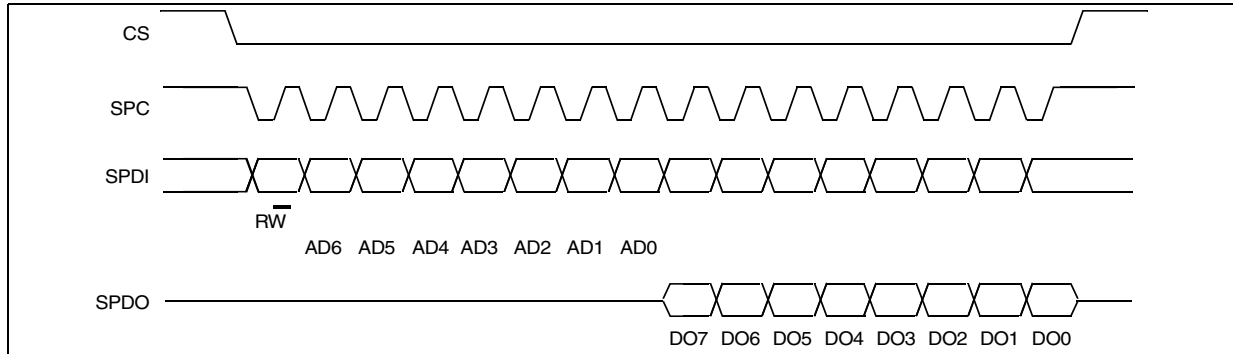 CS
SPC
SPDI
RW
AD6 AD5 AD4 AD3 AD2 AD1 AD0
SPDO
DO7 DO6 DO5 DO4 DO3 DO2 DO1 DO0